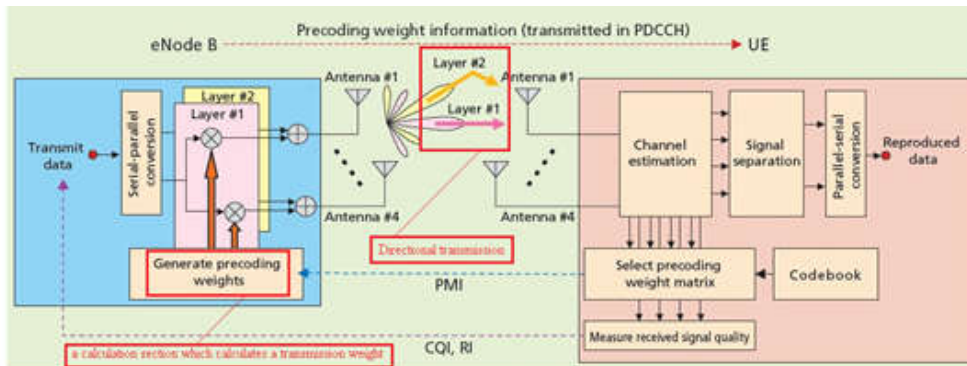 Precoding weight information (transmitted in PDCCH)
eNode B
UE
Layer #2
Antenna #1
Antenna #1
Layer #2
Layer #1
Layer #1
Transmit
data
Serial-parallel
conversion
Channel
estimation
Signal
separation
Parallel-serial
conversion
Reproduced
data
Antenna #4
Antenna #4
Directional transmission
Generate precoding
weights
PMI
Select precoding
weight matrix
Codebook
Measure received signal quality
CQI, RI
a calculation section which calculates a transmission weight